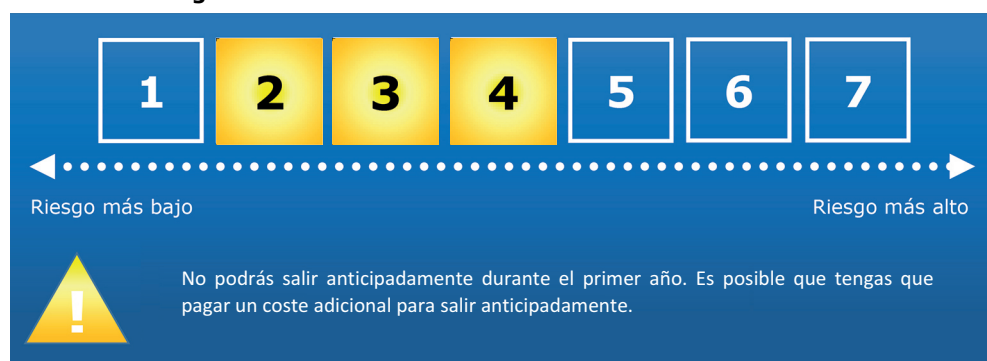 1 2 3 4 5 6 7
Riesgo más bajo Riesgo más alto
! No podrás salir anticipadamente durante el primer año. Es posible que tengas que
pagar un coste adicional para salir anticipadamente.